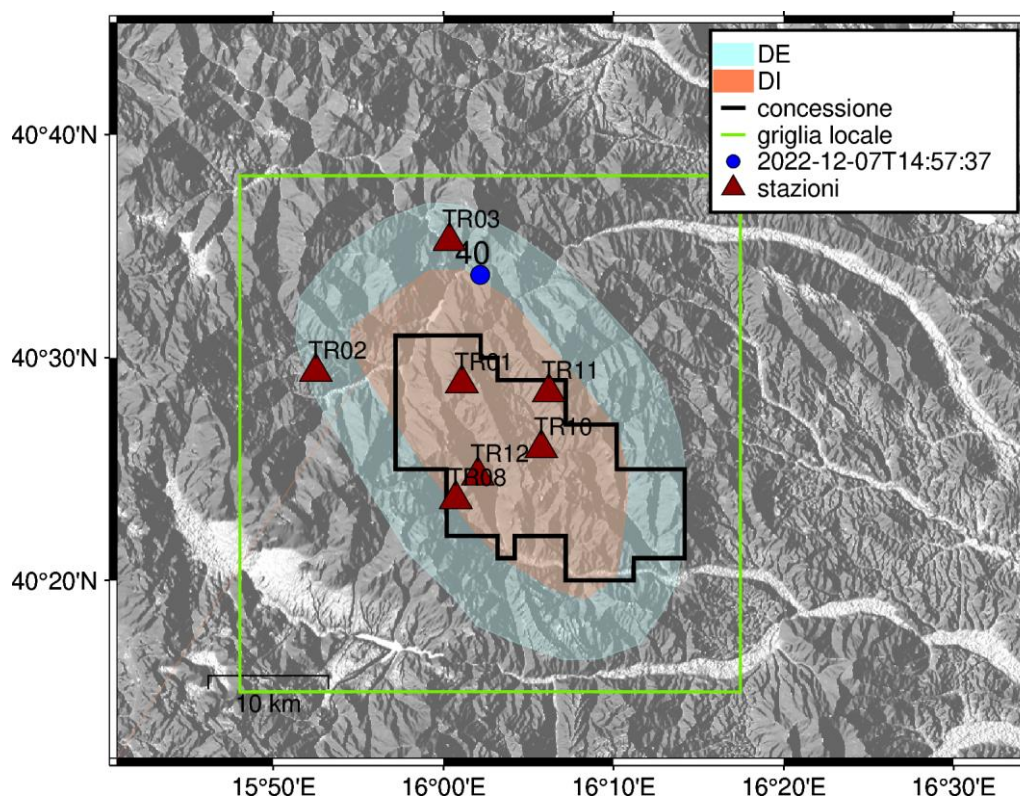 DE
DI
concessione
griglia locale
2022-12-07T14:57:37
stazioni
40°40'N
40°30'N
40°20'N
TR03
40
TR02
TR01
TR11
TR10
TR12
TR08
10 km
15°50'E
16°00'E
16°10'E
16°20'E
16°30'E